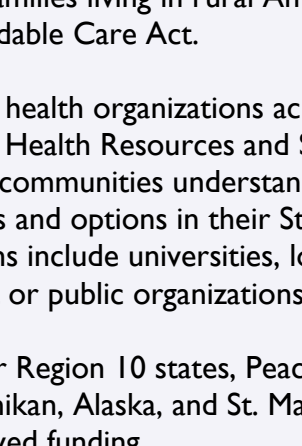 amilies living in Rural Am
dable Care Act.
health organizations ac
Health Resources and S
communities understan
s and options in their St
ns include universities, lo
or public organizations
r Region 10 states, Peac
hikan, Alaska, and St. Ma
ved funding